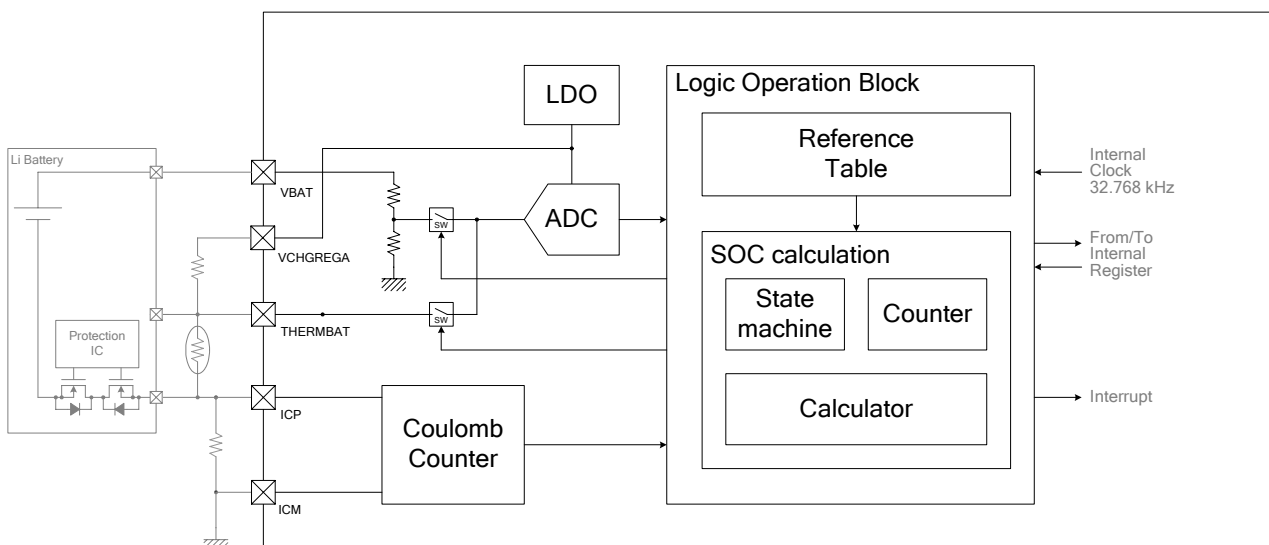 LDO
Logic Operation Block
Reference
Table
Li Battery
VBAT
Internal
Clock
32.768 kHz
SW
ADC
VCHGREGA
SOC calculation
From/To
Internal
Register
State
machine
Counter
SW
THERMBAT
Protection
IC
Calculator
Interrupt
ICP
Coulomb
Counter
ICM